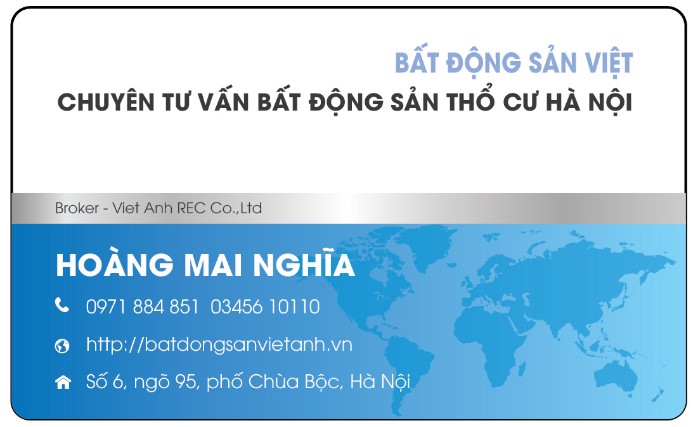 BẤT ĐỘNG SẢN VIỆT
CHUYÊN TƯ VẤN BẤT ĐỘNG SẢN THỔ CƯ HÀ NỘI
Broker - Viet Anh REC Co.,Ltd
HOÀNG MAI NGHĨA
0971 884 851 03456 10110
http://batdongsanvietanh.vn
Số 6, ngõ 95, phố Chùa Bộc, Hà Nội